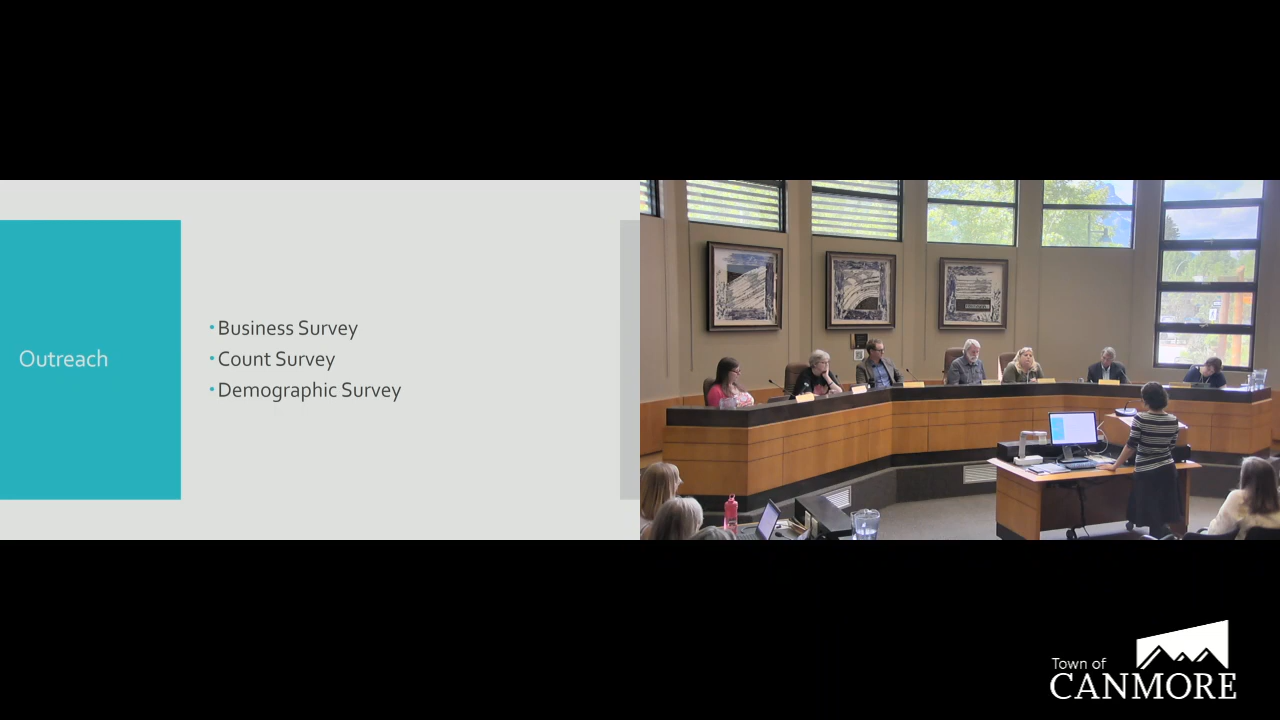 Outreach
•Business Survey
•Count Survey
•Demographic Survey
Town of
CANMORE